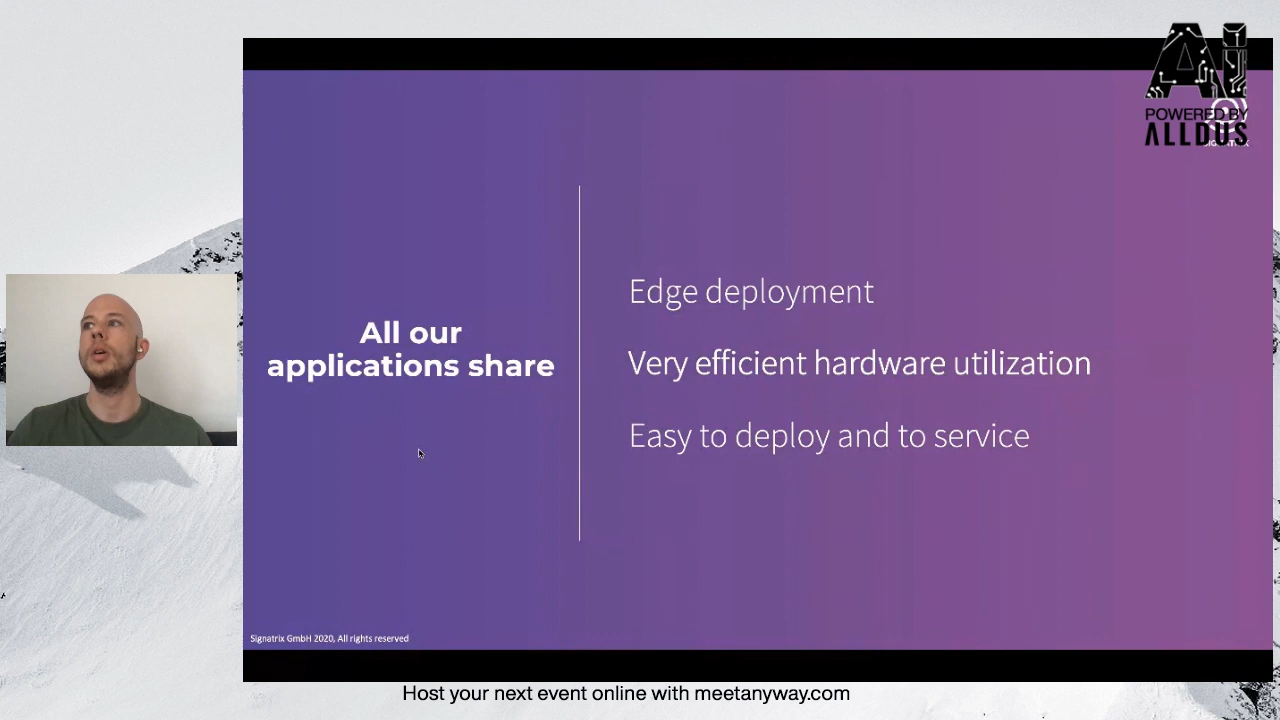 AI
POWERED BY
ALLDUS
All our
applications share
Edge deployment
Very efficient hardware utilization
Easy to deploy and to service
Signatrix GmbH 2020, All rights reserved
Host your next event online with meetanyway.com